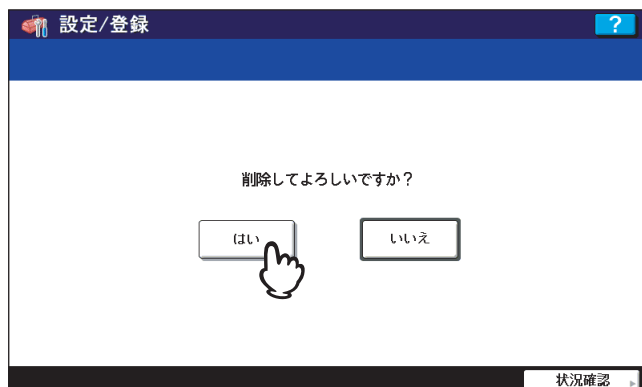 設定/登録
?
削除してよろしいですか？
はい
いいえ
状況確認